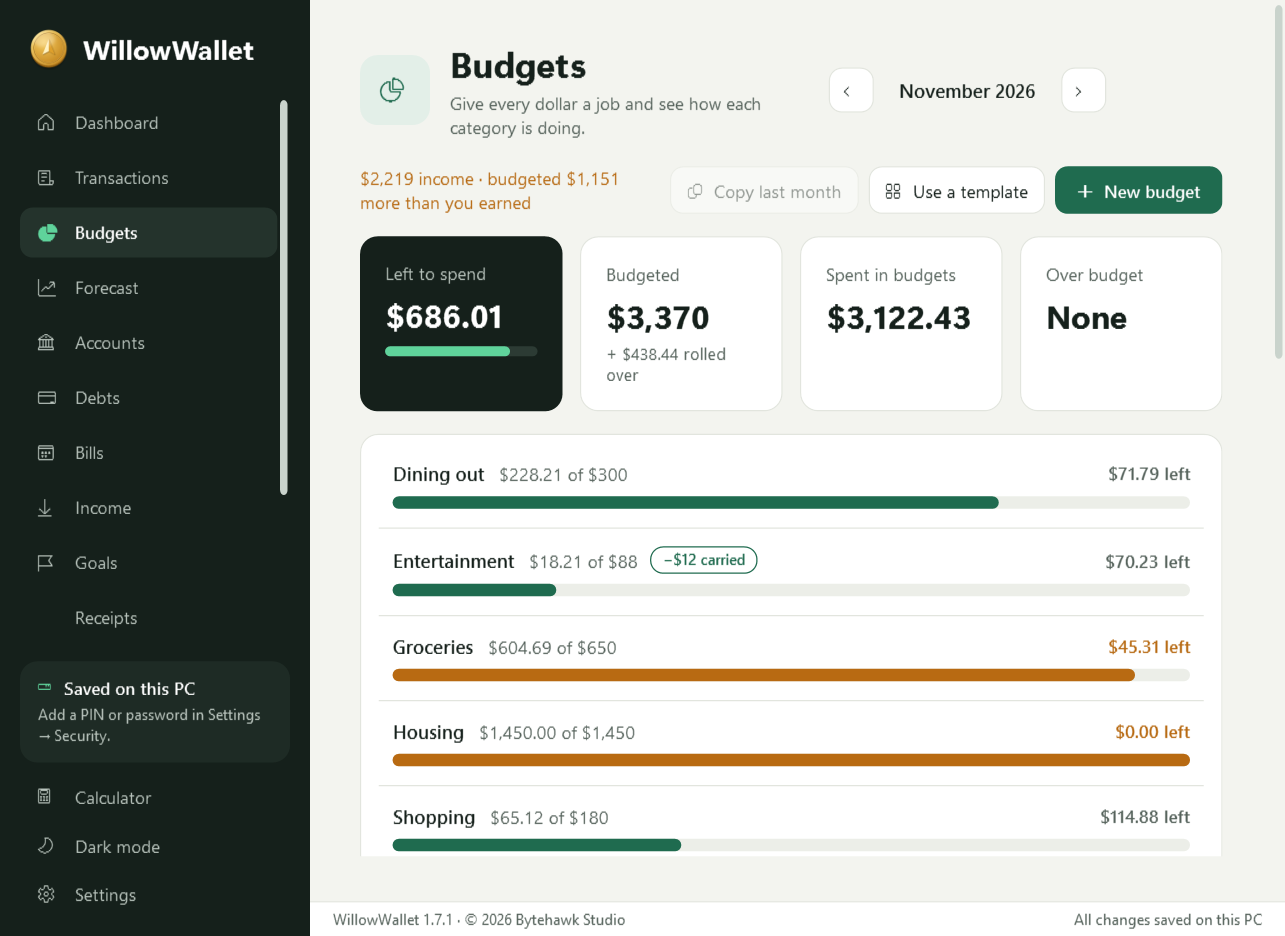 WillowWallet
Dashboard
Transactions
Budgets
Forecast
Accounts
Debts
Bills
Income
Goals
Receipts
Saved on this PC
Add a PIN or password in Settings
→ Security.
Calculator
Dark mode
Settings
Budgets
Give every dollar a job and see how each
category is doing.
November 2026
$2,219 income · budgeted $1,151
more than you earned
Copy last month
Use a template
New budget
Left to spend
$686.01
Budgeted
$3,370
+ $438.44 rolled
over
Spent in budgets
$3,122.43
Over budget
None
Dining out $228.21 of $300 $71.79 left
Entertainment $18.21 of $88 −$12 carried $70.23 left
Groceries $604.69 of $650 $45.31 left
Housing $1,450.00 of $1,450 $0.00 left
Shopping $65.12 of $180 $114.88 left
WillowWallet 1.7.1 · © 2026 Bytehawk Studio
All changes saved on this PC